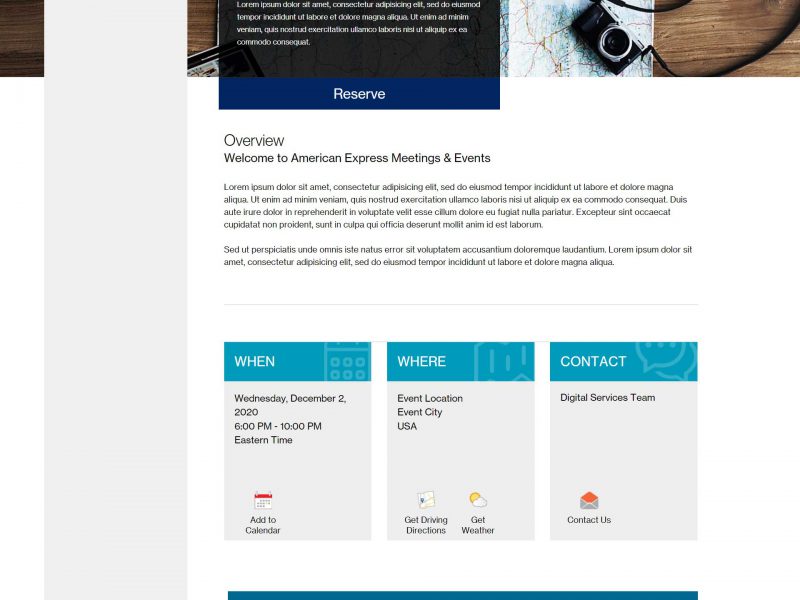 Lorem ipsum dolor sit amet, consectetur adipisicing elit, sed do eiusmod
tempor incididunt ut labore et dolore magna aliqua. Ut enim ad minim
veniam, quis nostrud exercitation ullamco laboris nisi ut aliquip ex ea
commodo consequat.
Reserve
Overview
Welcome to American Express Meetings & Events
Lorem ipsum dolor sit amet, consectetur adipisicing elit, sed do eiusmod tempor incididunt ut labore et dolore magna
aliqua. Ut enim ad minim veniam, quis nostrud exercitation ullamco laboris nisi ut aliquip ex ea commodo consequat. Duis
aute irure dolor in reprehenderit in voluptate velit esse cillum dolore eu fugiat nulla pariatur. Excepteur sint occaecat
cupidatat non proident, sunt in culpa qui officia deserunt mollit anim id est laborum.
Sed ut perspiciatis unde omnis iste natus error sit voluptatem accusantium doloremque laudantium. Lorem ipsum dolor sit
amet, consectetur adipisicing elit, sed do eiusmod tempor incididunt ut labore et dolore magna aliqua.
WHEN
Wednesday, December 2,
2020
6:00 PM - 10:00 PM
Eastern Time
Add to
Calendar
WHERE
Event Location
Event City
USA
Get Driving
Directions
Get
Weather
CONTACT
Digital Services Team
Contact Us